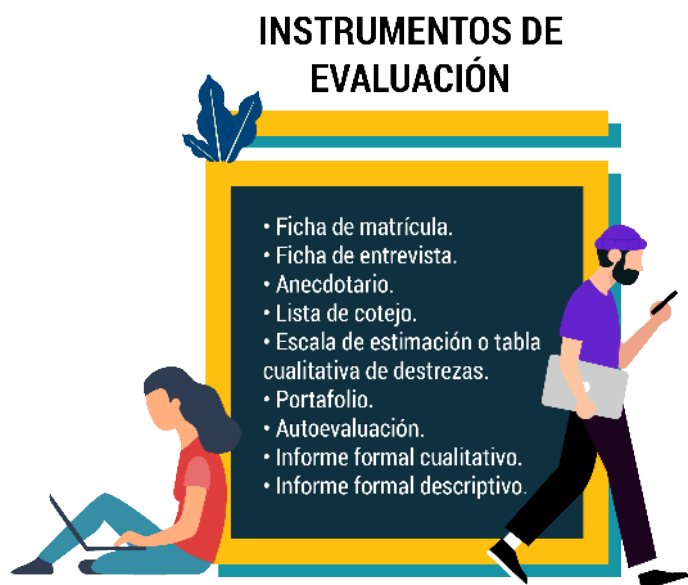 INSTRUMENTOS DE
EVALUACIÓN
• Ficha de matrícula.
• Ficha de entrevista.
• Anecdotario.
• Lista de cotejo.
• Escala de estimación o tabla
cualitativa de destrezas.
• Portafolio.
• Autoevaluación.
• Informe formal cualitativo.
• Informe formal descriptivo.